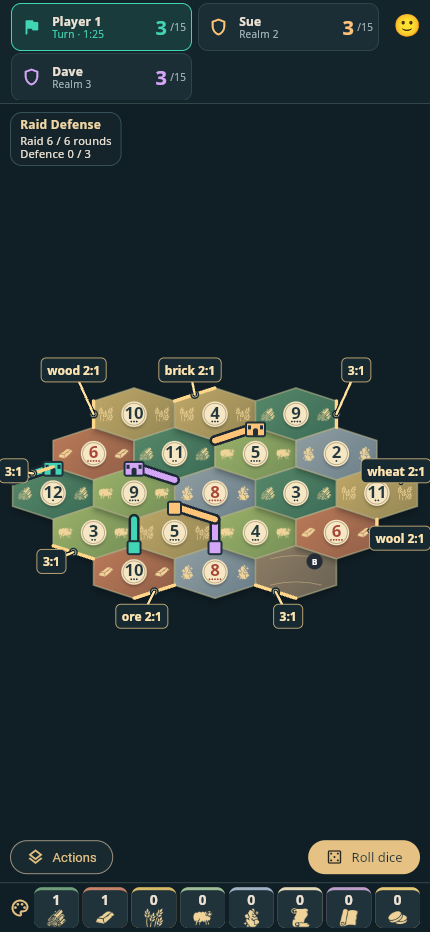 Player 1
Turn · 1:25
3 /15
Sue
Realm 2
3 /15
Dave
Realm 3
3 /15
Raid Defense
Raid 6 / 6 rounds
Defence 0 / 3
wood 2:1
brick 2:1
3:1
10
4
9
6
11
5
2
3:1
wheat 2:1
12
9
8
3
11
3
5
4
6
wool 2:1
3:1
10
8
B
ore 2:1
3:1
Actions
Roll dice
1
1
0
0
0
0
0
0